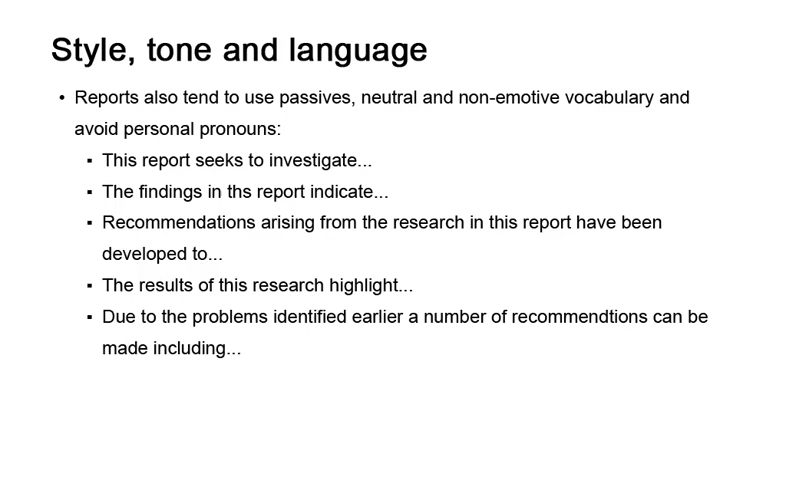 Style, tone and language
• Reports also tend to use passives, neutral and non-emotive vocabulary and
avoid personal pronouns:
▪ This report seeks to investigate...
▪ The findings in ths report indicate...
▪ Recommendations arising from the research in this report have been
developed to...
▪ The results of this research highlight...
▪ Due to the problems identified earlier a number of recommendtions can be
made including...